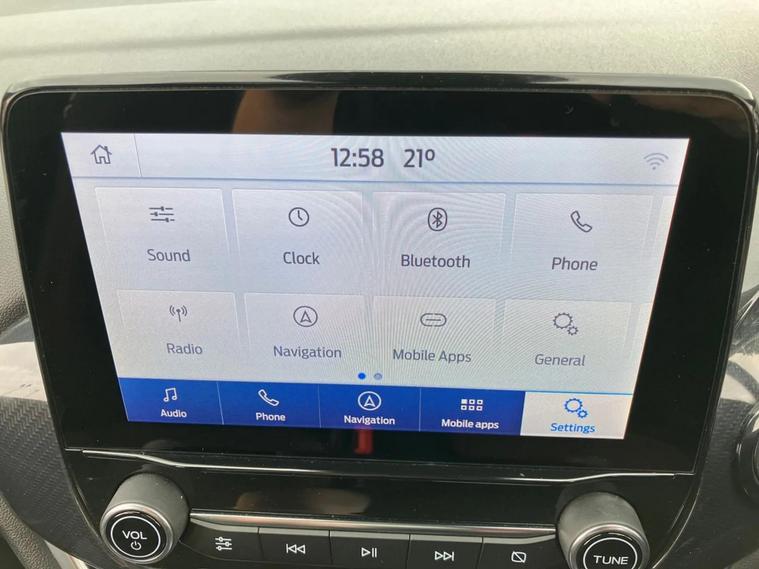 12:58 21º
Sound Clock Bluetooth Phone
Radio Navigation Mobile Apps General
Audio Phone Navigation Mobile apps Settings
VOL
TUNE